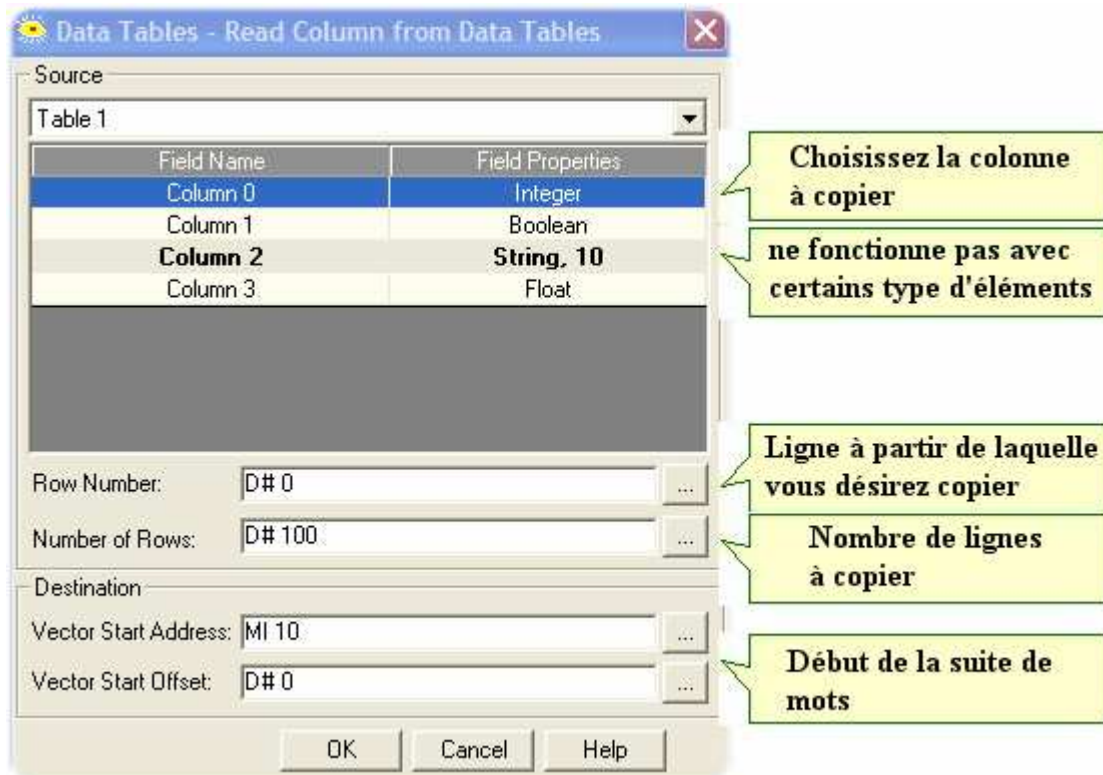 Data Tables - Read Column from Data Tables
Source
Table 1
Field Name Field Properties
Column 0 Integer
Column 1 Boolean
Column 2 String, 10
Column 3 Float
Row Number: D# 0 ...
Number of Rows: D# 100 ...
Destination
Vector Start Address: MI 10 ...
Vector Start Offset: D# 0 ...
OK Cancel Help
Choisissez la colonne
à copier
ne fonctionne pas avec
certains type d'éléments
Ligne à partir de laquelle
vous désirez copier
Nombre de lignes
à copier
Début de la suite de
mots